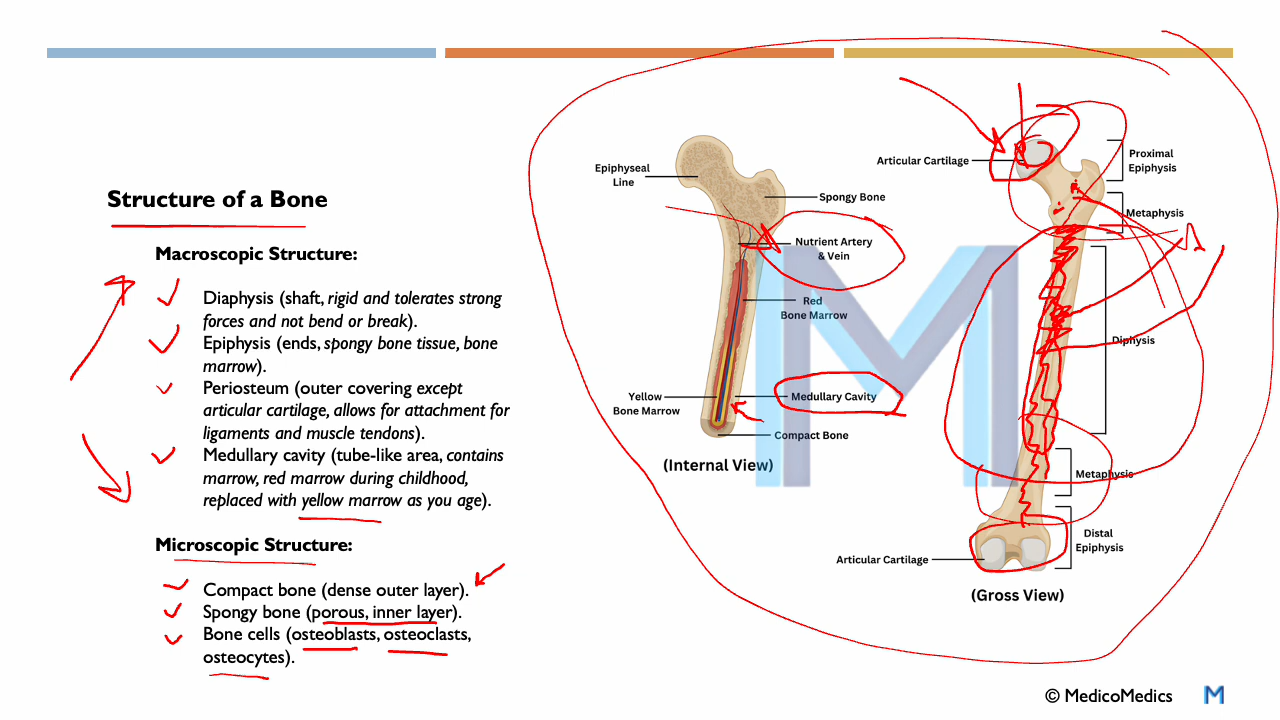 Structure of a Bone
Macroscopic Structure:
Diaphysis (shaft, rigid and tolerates strong
forces and not bend or break).
Epiphysis (ends, spongy bone tissue, bone
marrow).
Periosteum (outer covering except
articular cartilage, allows for attachment for
ligaments and muscle tendons).
Medullary cavity (tube-like area, contains
marrow, red marrow during childhood,
replaced with yellow marrow as you age).
Microscopic Structure:
Compact bone (dense outer layer).
Spongy bone (porous, inner layer).
Bone cells (osteoblasts, osteoclasts,
osteocytes).
Epiphyseal
Line
Spongy Bone
Nutrient Artery
& Vein
Red
Bone Marrow
Yellow
Bone Marrow
Medullary Cavity
Compact Bone
(Internal View)
Articular Cartilage
Proximal
Epiphysis
Metaphysis
Diphysis
Metaphysis
Distal
Epiphysis
Articular Cartilage
(Gross View)
M
© MedicoMedics
M